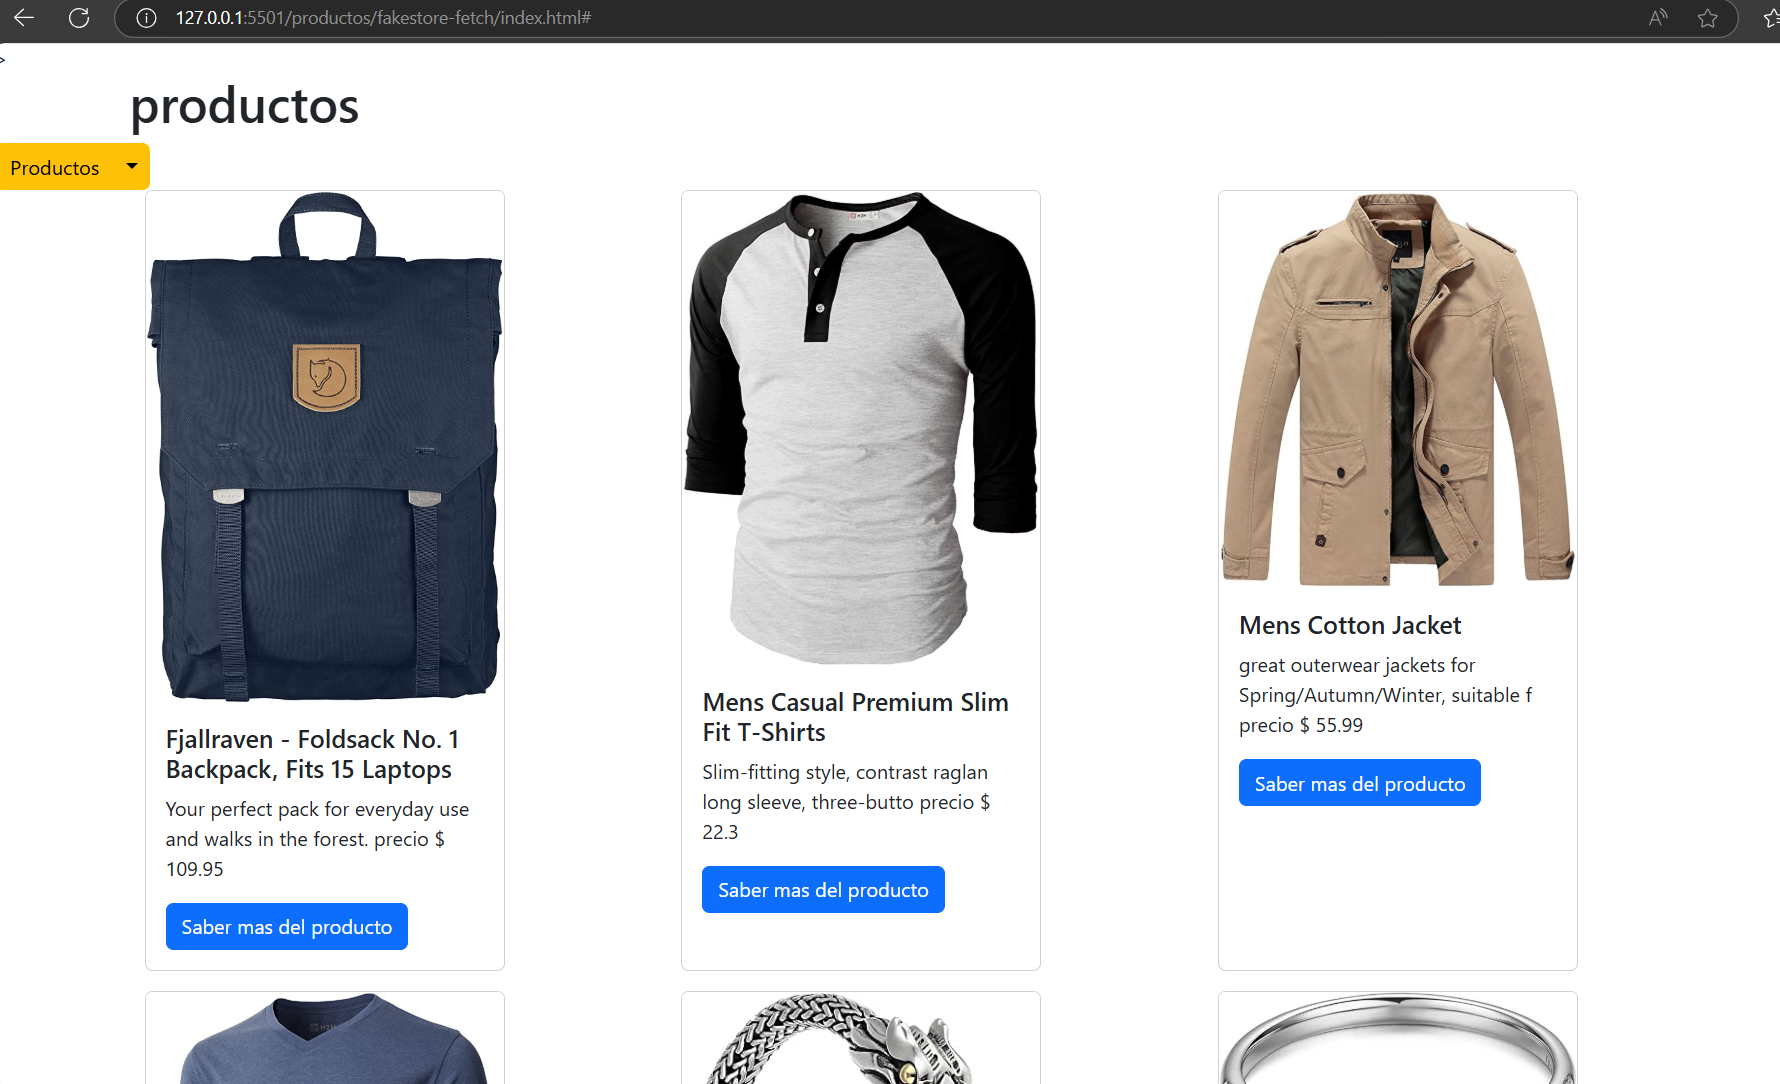 127.0.0.1:5501/productos/fakestore-fetch/index.html#
>
productos
Productos
Fjallraven - Foldsack No. 1
Backpack, Fits 15 Laptops
Your perfect pack for everyday use
and walks in the forest. precio $
109.95
Saber mas del producto
Mens Casual Premium Slim
Fit T-Shirts
Slim-fitting style, contrast raglan
long sleeve, three-butto precio $
22.3
Saber mas del producto
Mens Cotton Jacket
great outerwear jackets for
Spring/Autumn/Winter, suitable f
precio $ 55.99
Saber mas del producto